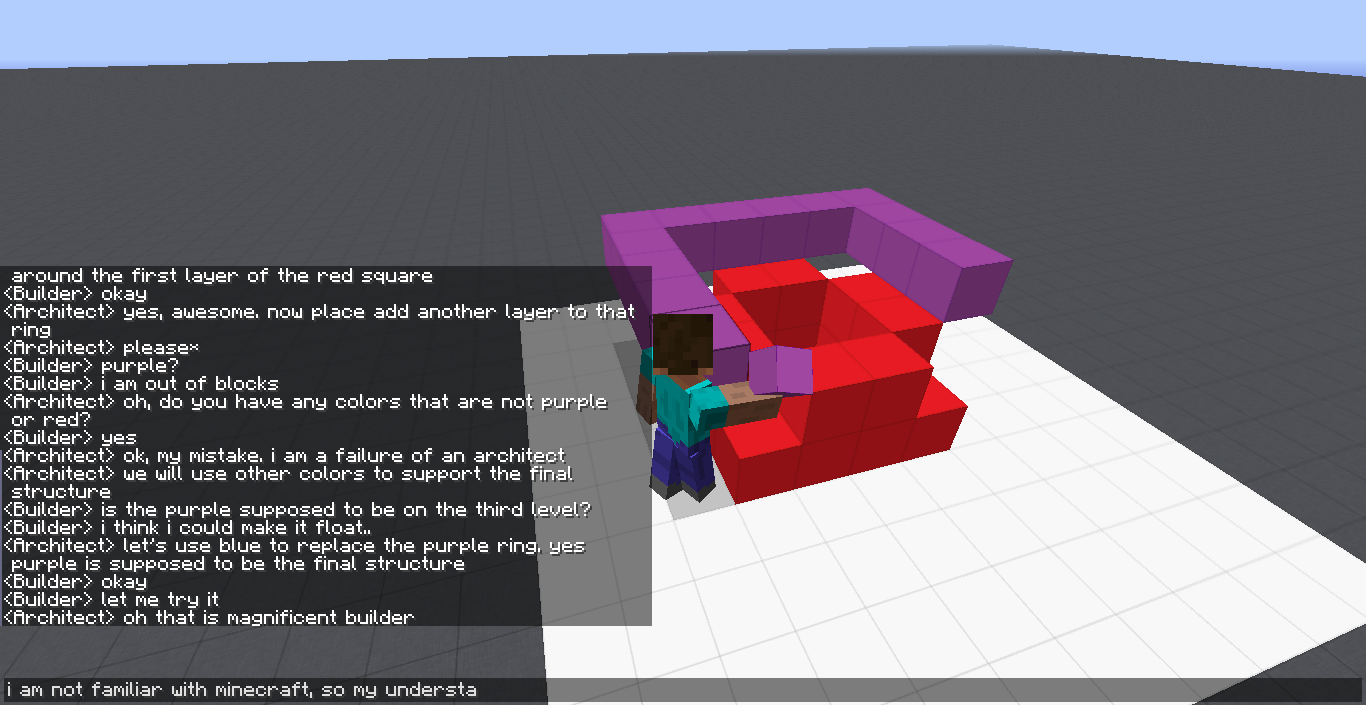 around the first layer of the red square
<Builder> okay
<Architect> yes, awesome. now place add another layer to that
ring
<Architect> please*
<Builder> purple?
<Builder> i am out of blocks
<Architect> oh, do you have any colors that are not purple
or red?
<Builder> yes
<Architect> ok, my mistake. i am a failure of an architect
<Architect> we will use other colors to support the final
structure
<Builder> is the purple supposed to be on the third level?
<Builder> i think i could make it float..
<Architect> let's use blue to replace the purple ring. yes
purple is supposed to be the final structure
<Builder> okay
<Builder> let me try it
<Architect> oh that is magnificent builder
i am not familiar with minecraft, so my understa